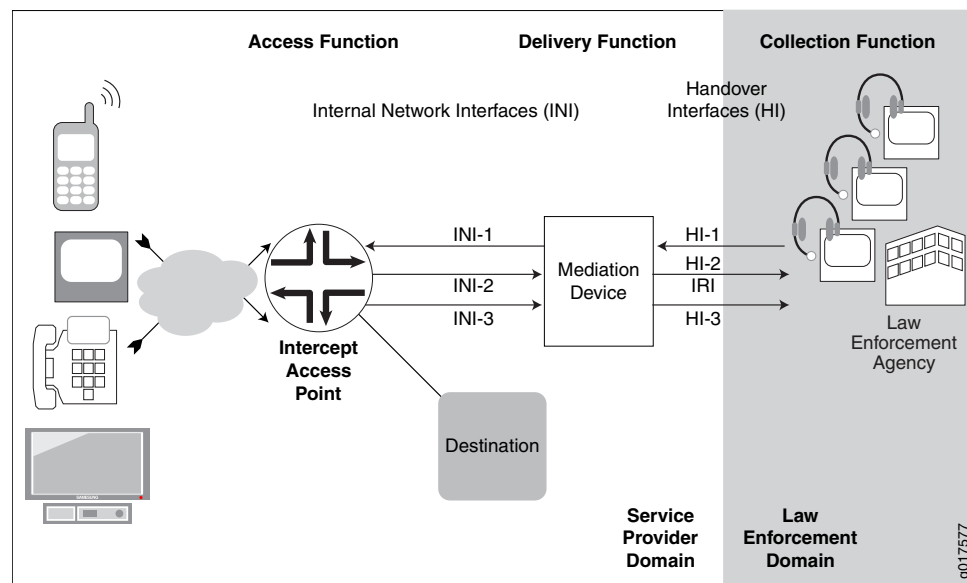 Access Function
Delivery Function
Collection Function
Internal Network Interfaces (INI)
Handover
Interfaces (HI)
INI-1
INI-2
INI-3
Mediation
Device
HI-1
HI-2
IRI
HI-3
Intercept
Access
Point
Law
Enforcement
Agency
Destination
SAMSUNG
Service
Provider
Domain
Law
Enforcement
Domain
g017577